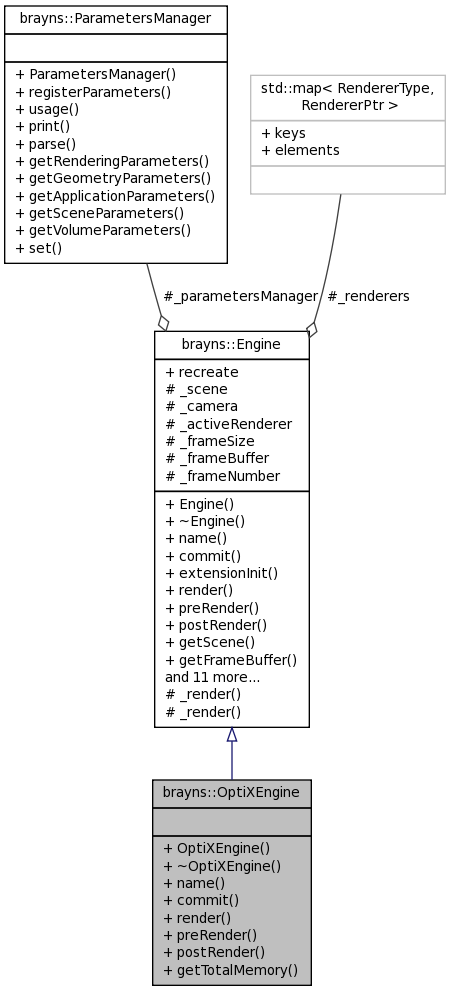 brayns::ParametersManager
+ ParametersManager()
+ registerParameters()
+ usage()
+ print()
+ parse()
+ getRenderingParameters()
+ getGeometryParameters()
+ getApplicationParameters()
+ getSceneParameters()
+ getVolumeParameters()
+ set()
std::map< RendererType,
RendererPtr >
+ keys
+ elements
#_parametersManager
#_renderers
brayns::Engine
+ recreate
# _scene
# _camera
# _activeRenderer
# _frameSize
# _frameBuffer
# _frameNumber
+ Engine()
+ ~Engine()
+ name()
+ commit()
+ extensionInit()
+ render()
+ preRender()
+ postRender()
+ getScene()
+ getFrameBuffer()
and 11 more...
# _render()
# _render()
brayns::OptiXEngine
+ OptiXEngine()
+ ~OptiXEngine()
+ name()
+ commit()
+ render()
+ preRender()
+ postRender()
+ getTotalMemory()